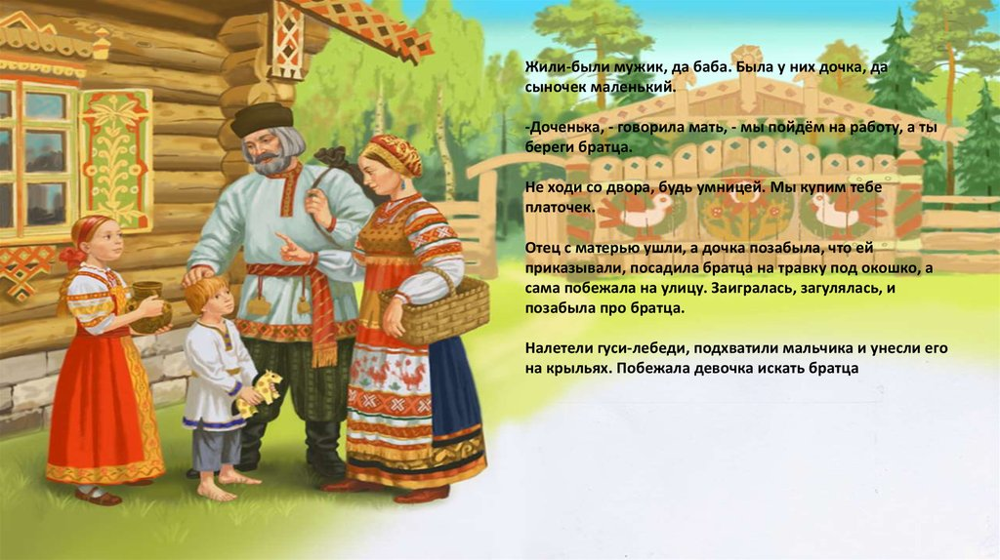 Жили-были мужик, да баба. Была у них дочка, да
сыночек маленький.
-Доченька, - говорила мать, - мы пойдём на работу, а ты
береги братца.
Не ходи со двора, будь умницей. Мы купим тебе
платочек.
Отец с матерью ушли, а дочка позабыла, что ей
приказывали, посадила братца на травку под окошко, а
сама побежала на улицу. Заигралась, загулялась, и
позабыла про братца.
Налетели гуси-лебеди, подхватили мальчика и унесли его
на крыльях. Побежала девочка искать братца